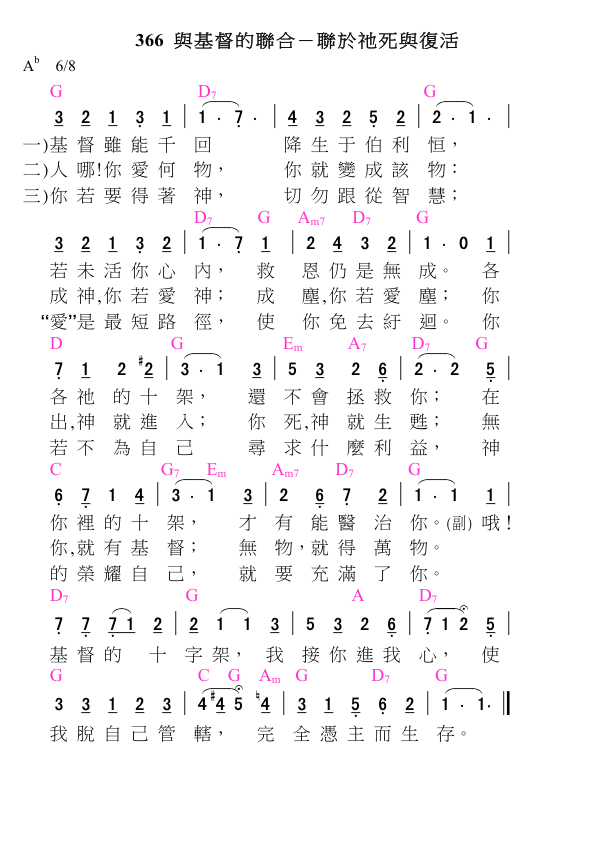 366 與基督的聯合－聯於祂死與復活
A♭ 6/8
G D7 G
3 2 1 3 1 | 1 · 7 · | 4 3 2 5 2 | 2 · 1 · |
一)基督雖能千回 降生于伯利恒，
二)人哪!你愛何物， 你就變成該物：
三)你若要得著神， 切勿跟從智慧；
D7 G Am7 D7 G
3 2 1 3 2 | 1 · 7 1 | 2 4 3 2 | 1 · 0 1 |
若未活你心內， 救 恩仍是無成。 各
成神,你若愛神； 成 塵,你若愛塵； 你
“愛”是最短路徑， 使 你免去紆迴。 你
D G Em A7 D7 G
7 1 2 #2 | 3 · 1 3 | 5 3 2 6 | 2 · 2 5 |
各祂的十架， 還 不會拯救你； 在
出,神就進入； 你 死,神就生甦； 無
若不為自己 尋 求什麼利益， 神
C G7 Em Am7 D7 G
6 7 1 4 | 3 · 1 3 | 2 6 7 2 | 1 · 1 1 |
你裡的十架， 才 有能醫治你。(副) 哦!
你,就有基督； 無 物,就得萬物。
的榮耀自己， 就 要充滿了你。
D7 G A D7
7 7 7 1 2 | 2 1 1 3 | 5 3 2 6 | 7 1 2 5 |
基督的 十字架， 我 接你進我心， 使
G C G Am G D7 G
3 3 1 2 3 | 4 #4 5 ♮4 | 3 1 5 6 2 | 1 · 1· ‖
我脫自己管轄， 完 全憑主而生存。